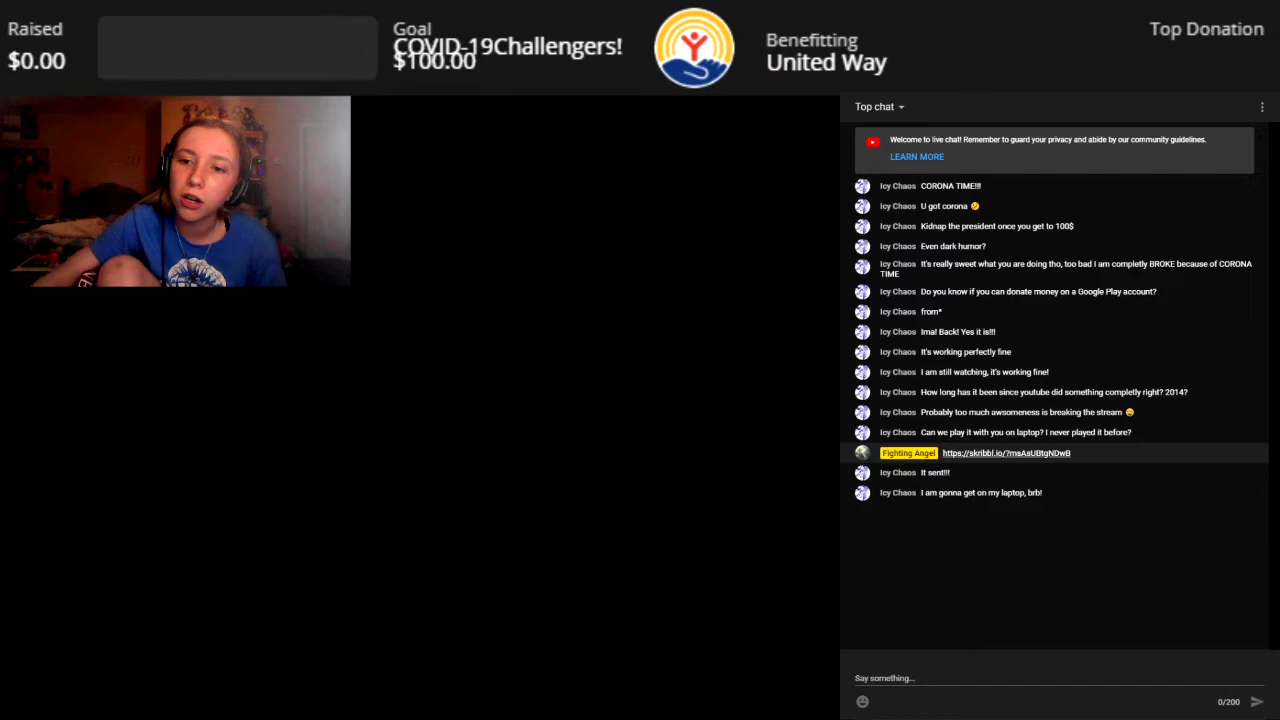 Raised
$0.00
Goal
COVID-19Challengers!
$100.00
Benefitting
United Way
Top Donation
Top chat
Welcome to live chat! Remember to guard your privacy and abide by our community guidelines.
LEARN MORE
Icy Chaos CORONA TIME!!!
Icy Chaos U got corona 🤔
Icy Chaos Kidnap the president once you get to 100$
Icy Chaos Even dark humor?
Icy Chaos It's really sweet what you are doing tho, too bad I am completly BROKE because of CORONA
TIME
Icy Chaos Do you know if you can donate money on a Google Play account?
Icy Chaos from*
Icy Chaos Ima! Back! Yes it is!!!
Icy Chaos It's working perfectly fine
Icy Chaos I am still watching, it's working fine!
Icy Chaos How long has it been since youtube did something completly right? 2014?
Icy Chaos Probably too much awsomeness is breaking the stream 😄
Icy Chaos Can we play it with you on laptop? I never played it before?
Fighting Angel https://skribbl.io/?msAsUBtgNDwB
Icy Chaos It sent!!!
Icy Chaos I am gonna get on my laptop, brb!
Say something...
0/200